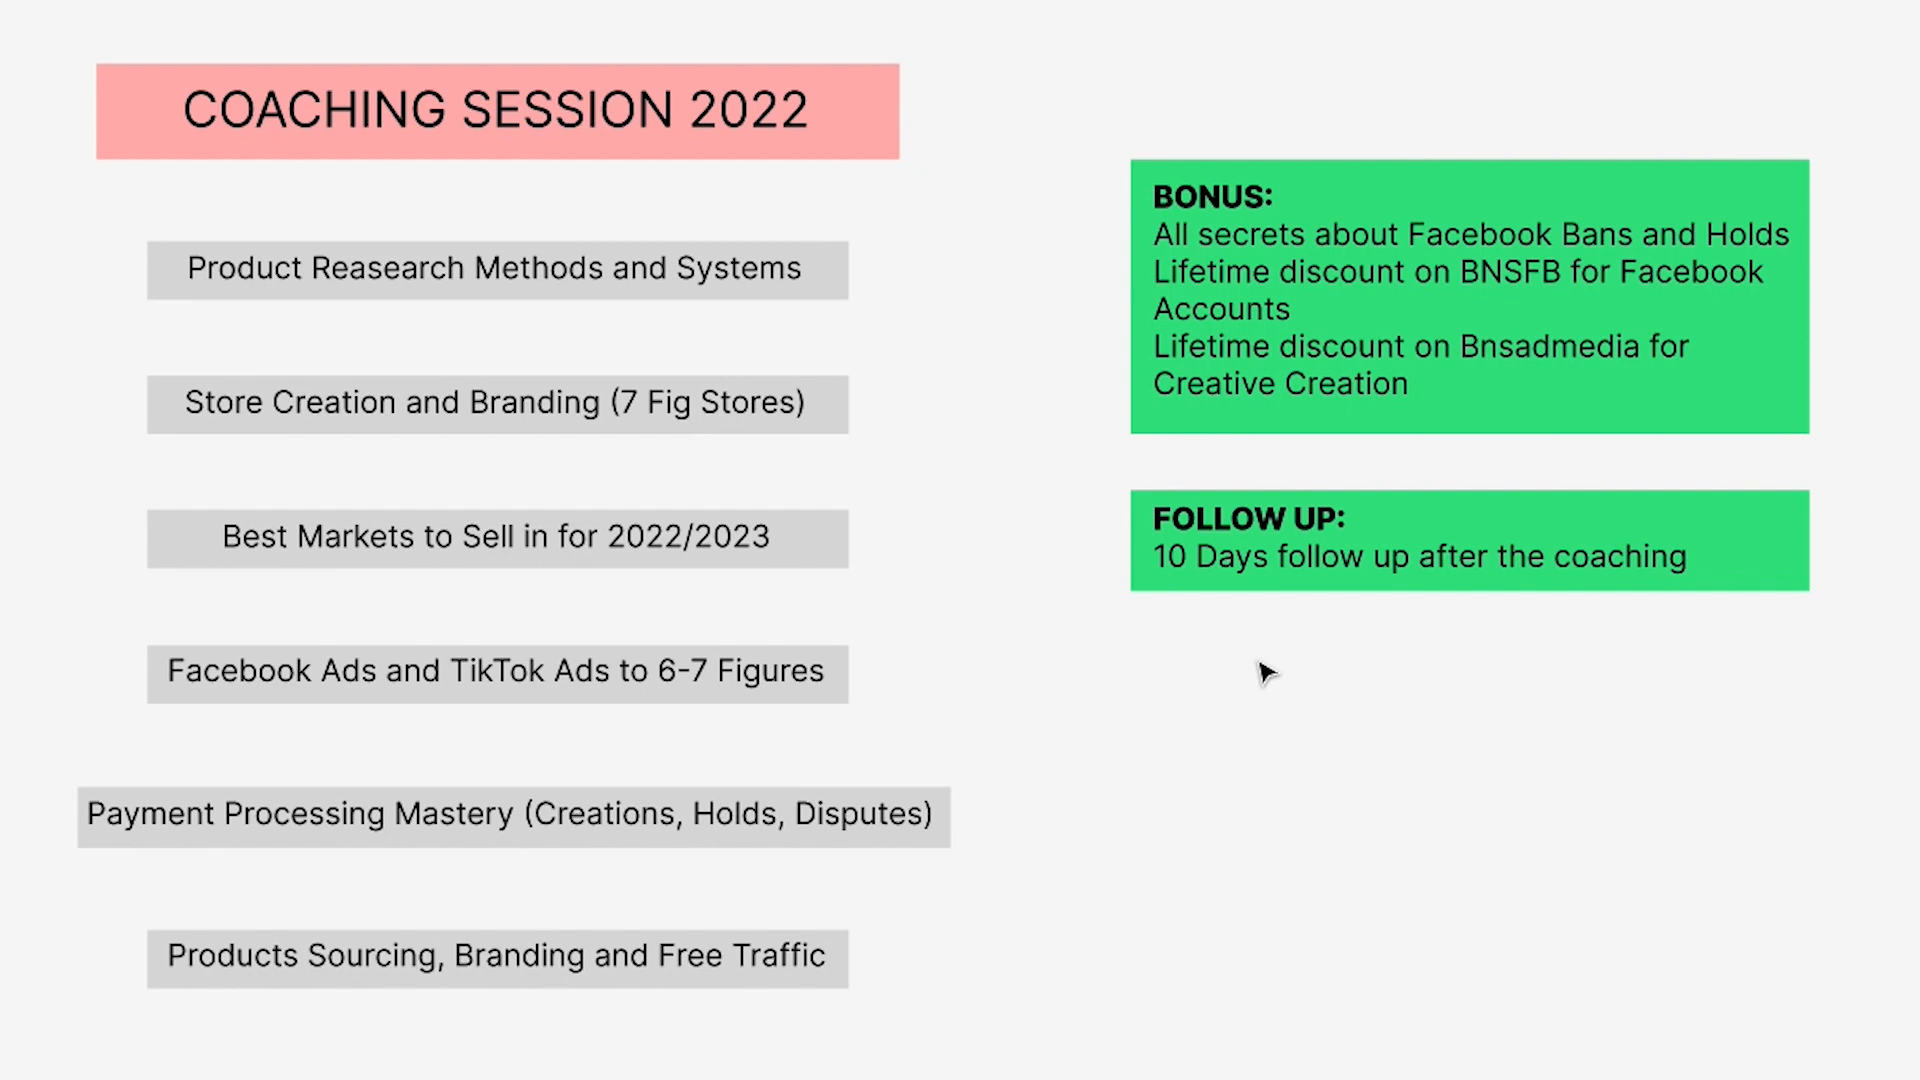 COACHING SESSION 2022
Product Reasearch Methods and Systems
Store Creation and Branding (7 Fig Stores)
Best Markets to Sell in for 2022/2023
Facebook Ads and TikTok Ads to 6-7 Figures
Payment Processing Mastery (Creations, Holds, Disputes)
Products Sourcing, Branding and Free Traffic
BONUS:
All secrets about Facebook Bans and Holds
Lifetime discount on BNSFB for Facebook
Accounts
Lifetime discount on Bnsadmedia for
Creative Creation
FOLLOW UP:
10 Days follow up after the coaching